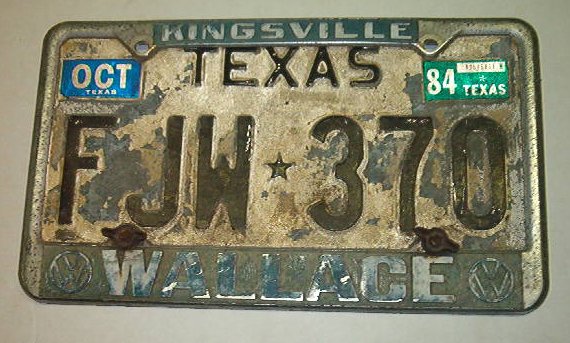 KINGSVILLE
TEXAS
OCT
TEXAS
84
TEXAS
FJW★370
WALLACE